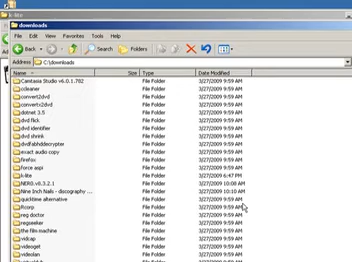 k-lite
downloads
File Edit View Favorites Tools Help
Back Search Folders
Address C:\downloads
Name Size Type Date Modified
Camtasia Studio v6.0.1.782 File Folder 3/27/2009 9:59 AM
ccleaner File Folder 3/27/2009 9:59 AM
convert2dvd File Folder 3/27/2009 9:59 AM
convertx2dvd File Folder 3/27/2009 9:59 AM
dotnet 3.5 File Folder 3/27/2009 9:59 AM
dvd flick File Folder 3/27/2009 9:59 AM
dvd identifier File Folder 3/27/2009 9:59 AM
dvd shrink File Folder 3/27/2009 9:59 AM
dvdfabhddecrypter File Folder 3/27/2009 9:59 AM
exact audio copy File Folder 3/27/2009 9:59 AM
firefox File Folder 3/27/2009 9:59 AM
force aspi File Folder 3/27/2009 9:59 AM
k-lite File Folder 3/27/2009 6:47 PM
NERO.v8.3.2.1 File Folder 3/27/2009 10:08 AM
Nine Inch Nails - discography ... File Folder 3/27/2009 10:10 AM
quicktime alternative File Folder 3/27/2009 9:59 AM
Rcorp File Folder 3/27/2009 9:59 AM
reg doctor File Folder 3/27/2009 9:59 AM
regseeker File Folder 3/27/2009 9:59 AM
the film machine File Folder 3/27/2009 9:59 AM
vidcap File Folder 3/27/2009 9:59 AM
videoget File Folder 3/27/2009 9:59 AM
videolan File Folder 3/27/2009 9:59 AM